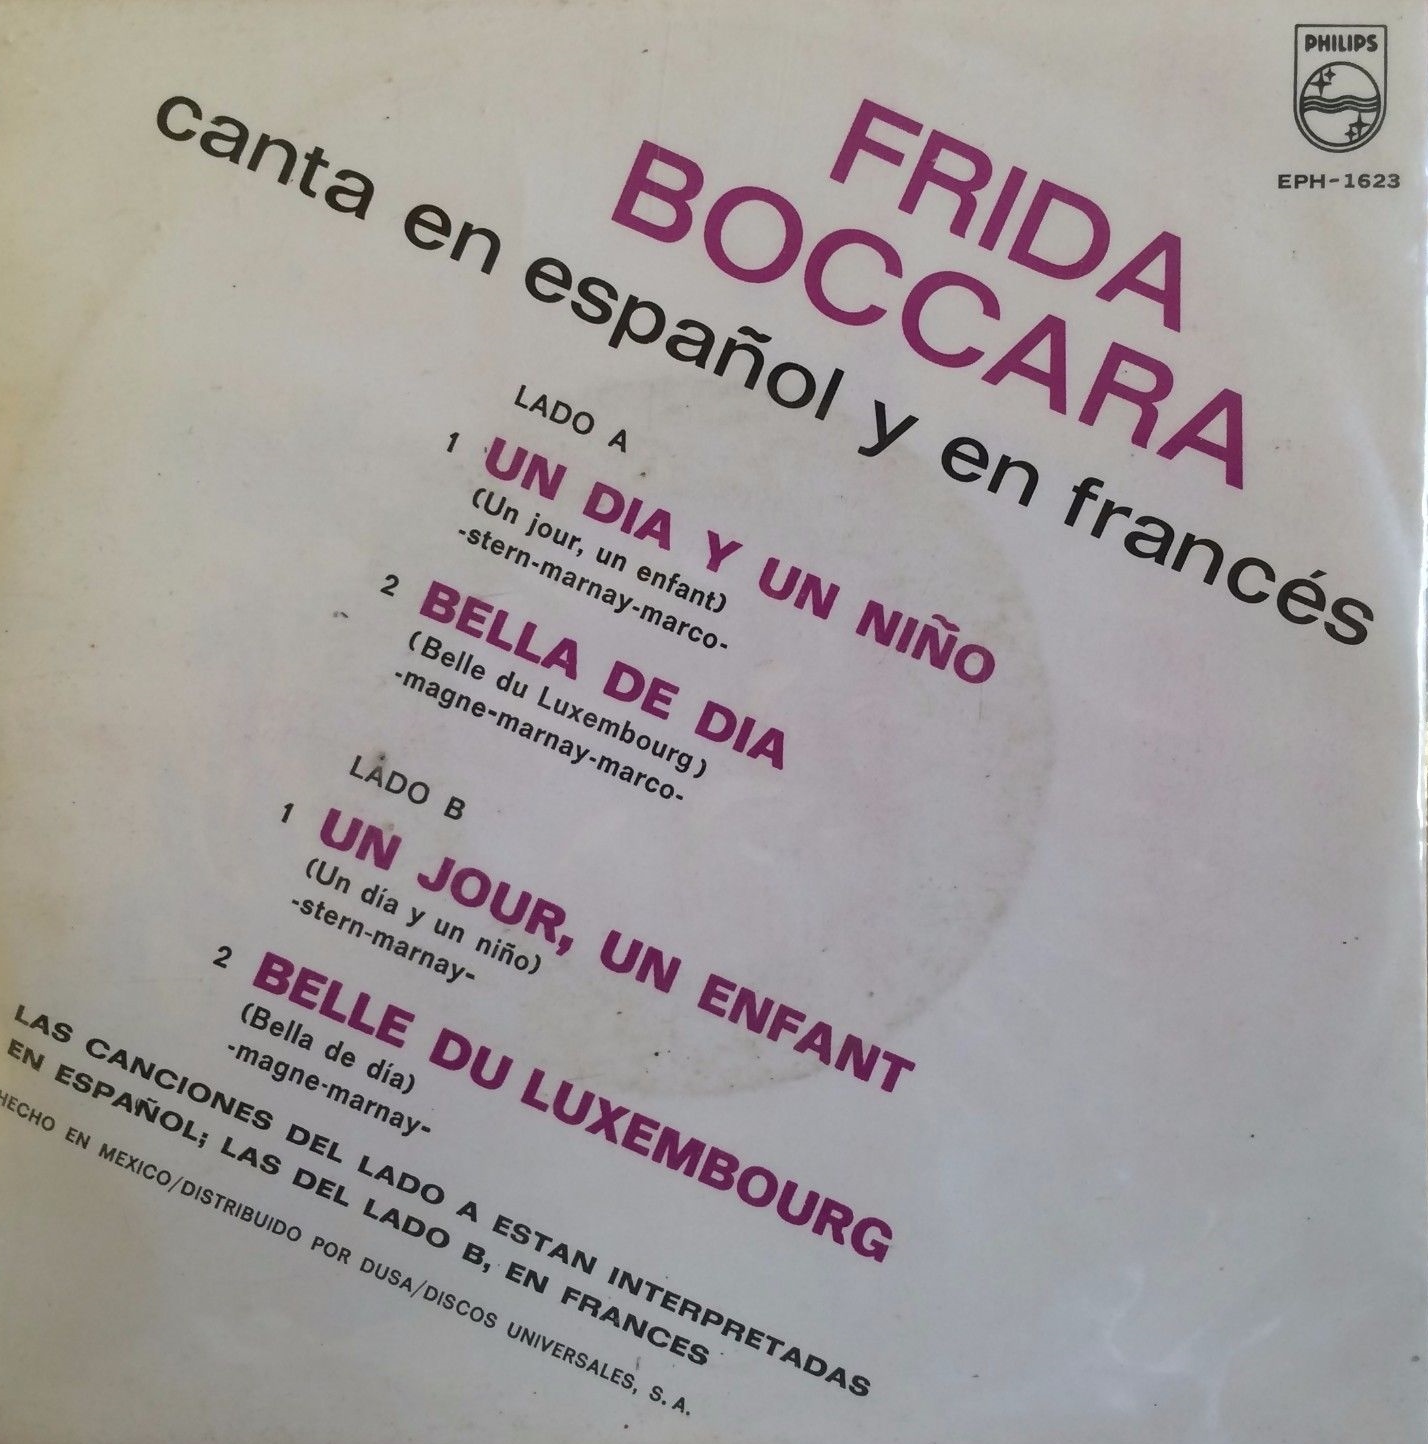 PHILIPS
EPH-1623
FRIDA
BOCCARA
canta en español y en francés
LADO A
1 UN DIA Y UN NIÑO
(Un jour, un enfant)
-stern-marnay-marco-
2 BELLA DE DIA
(Belle du Luxembourg)
-magne-marnay-marco-
LADO B
1 UN JOUR, UN ENFANT
(Un día y un niño)
-stern-marnay-
2 BELLE DU LUXEMBOURG
(Bella de día)
-magne-marnay-
LAS CANCIONES DEL LADO A ESTAN INTERPRETADAS
EN ESPAÑOL; LAS DEL LADO B, EN FRANCES
HECHO EN MEXICO/DISTRIBUIDO POR DUSA/DISCOS UNIVERSALES, S. A.